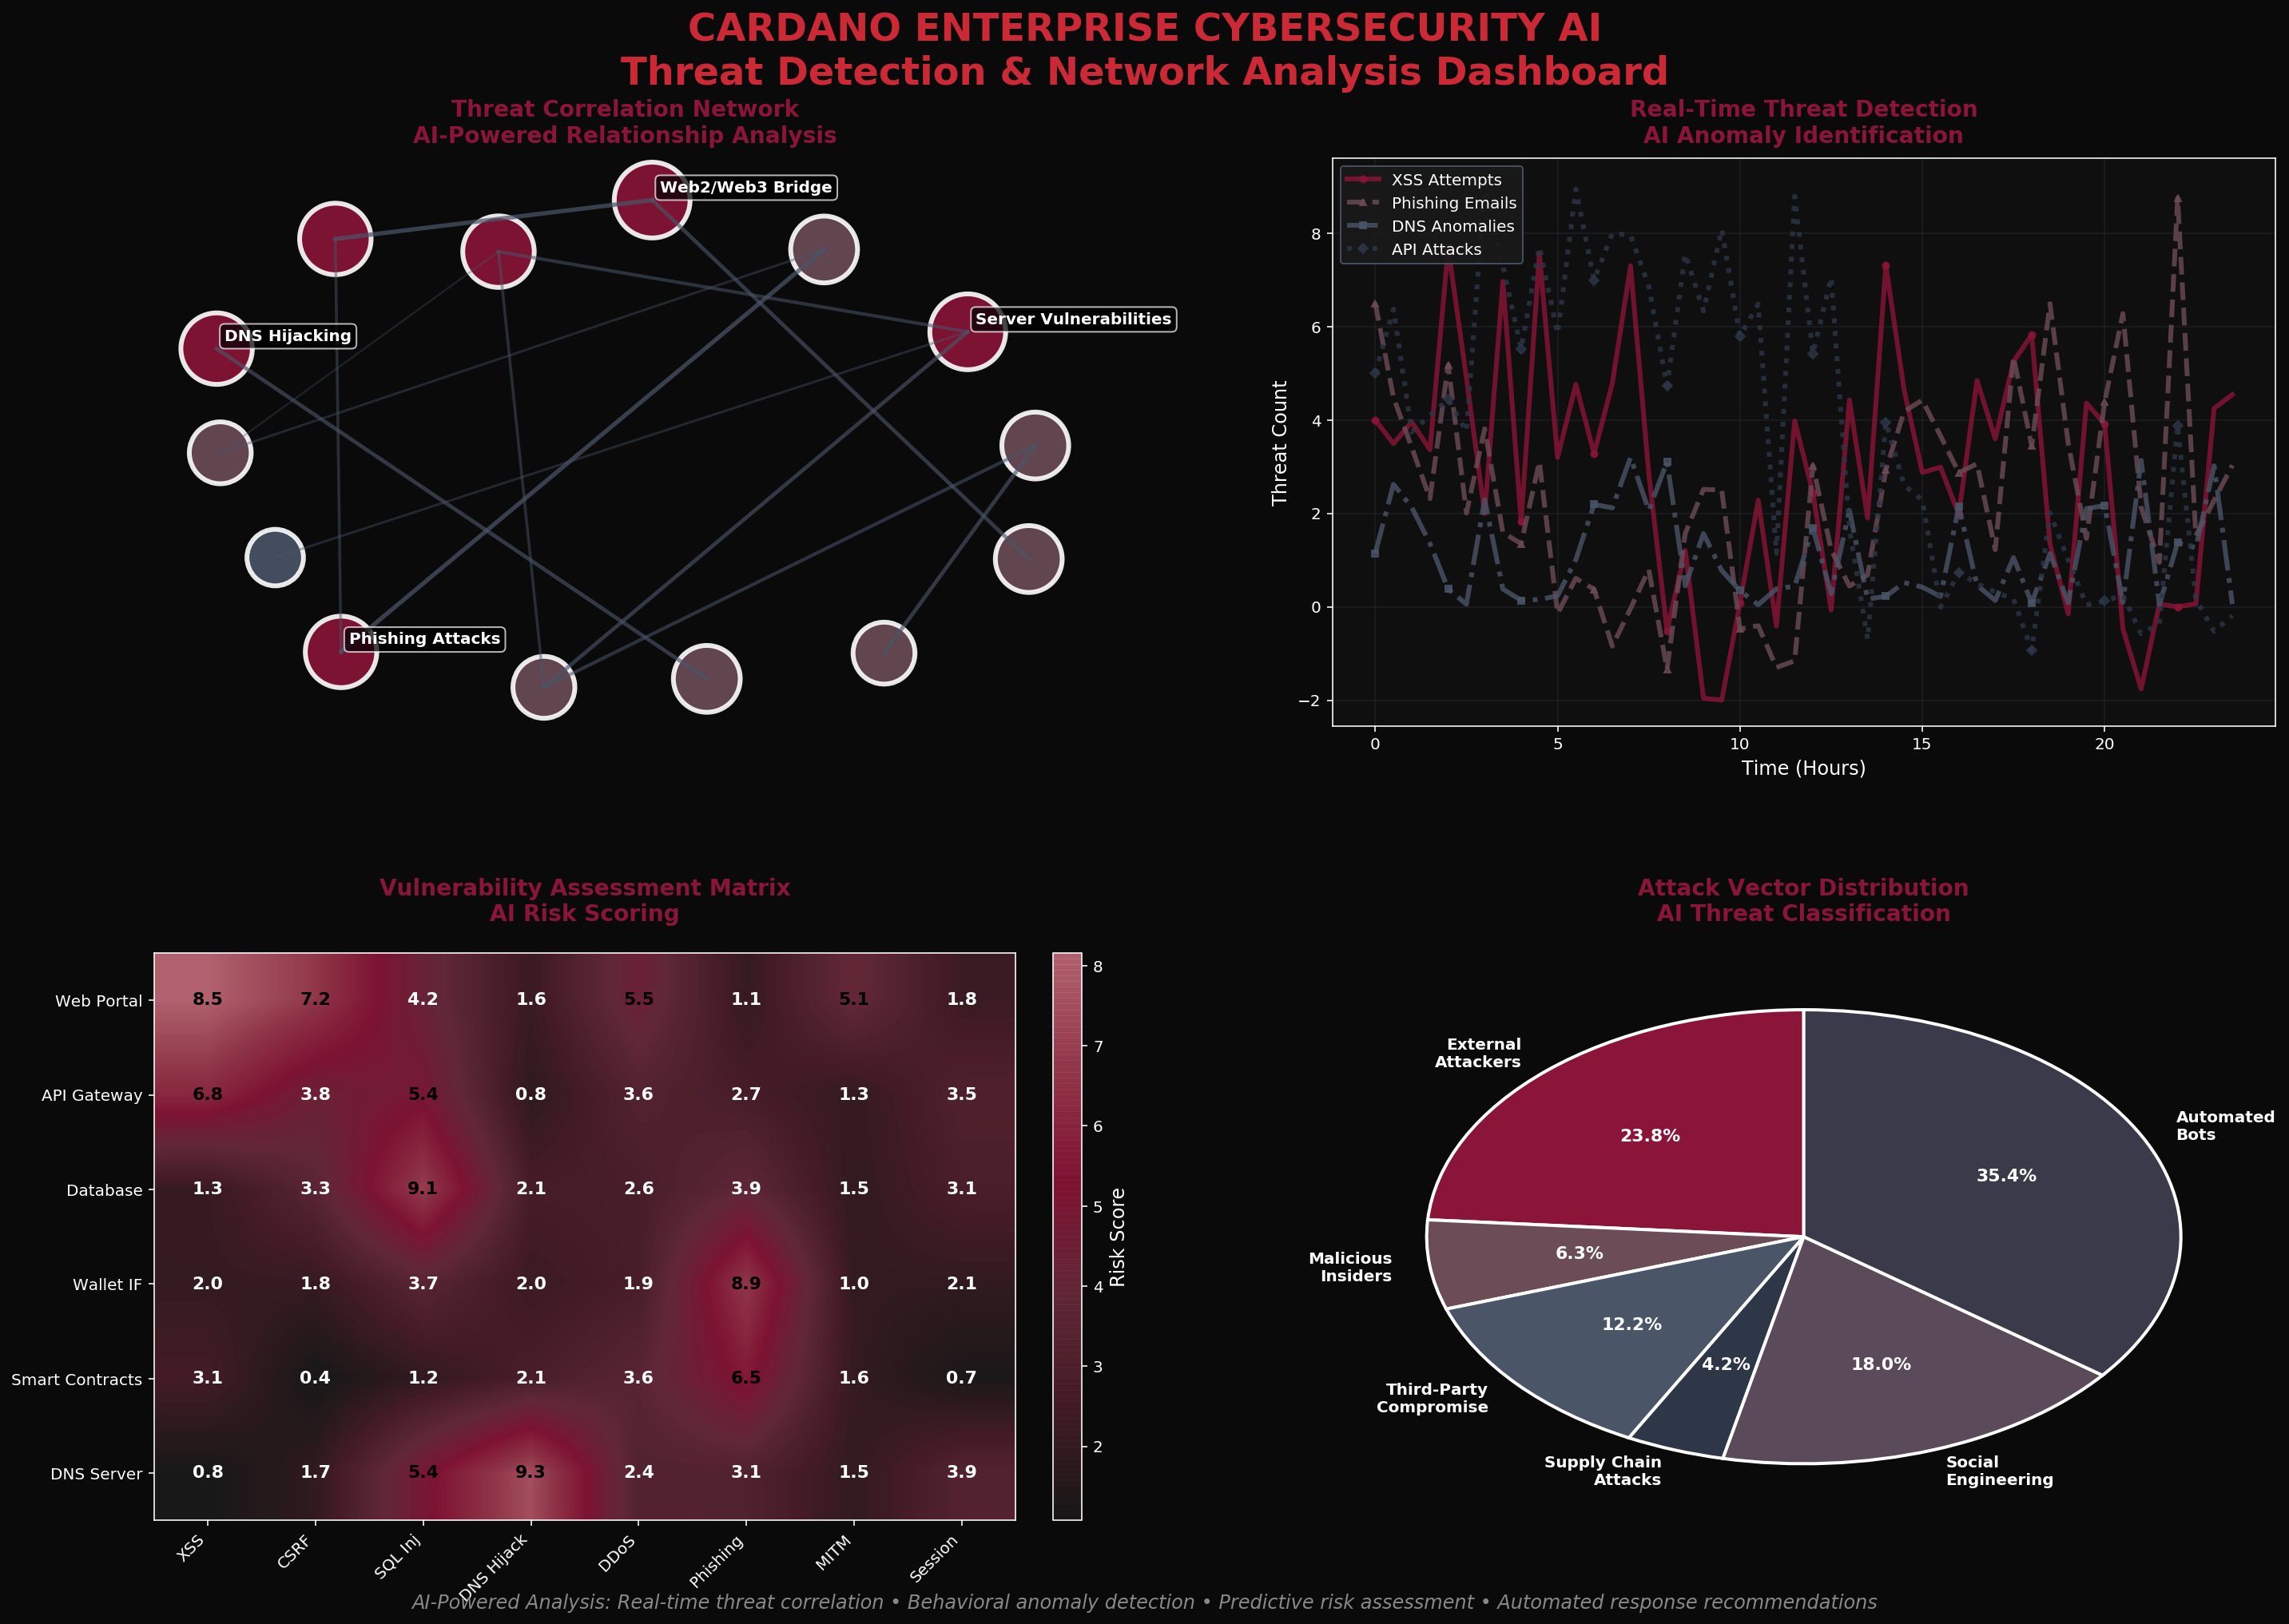 CARDANO ENTERPRISE CYBERSECURITY AI
Threat Detection & Network Analysis Dashboard
Threat Correlation Network
AI-Powered Relationship Analysis
Web2/Web3 Bridge
Server Vulnerabilities
DNS Hijacking
Phishing Attacks
Real-Time Threat Detection
AI Anomaly Identification
XSS Attempts
Phishing Emails
DNS Anomalies
API Attacks
Threat Count
8
6
4
2
0
−2
0 5 10 15 20
Time (Hours)
Vulnerability Assessment Matrix
AI Risk Scoring
Web Portal 8.5 7.2 4.2 1.6 5.5 1.1 5.1 1.8
API Gateway 6.8 3.8 5.4 0.8 3.6 2.7 1.3 3.5
Database 1.3 3.3 9.1 2.1 2.6 3.9 1.5 3.1
Wallet IF 2.0 1.8 3.7 2.0 1.9 8.9 1.0 2.1
Smart Contracts 3.1 0.4 1.2 2.1 3.6 6.5 1.6 0.7
DNS Server 0.8 1.7 5.4 9.3 2.4 3.1 1.5 3.9
XSS CSRF SQL Inj DNS Hijack DDoS Phishing MITM Session
8
7
6
5
4
3
2
Risk Score
Attack Vector Distribution
AI Threat Classification
External
Attackers
23.8%
Automated
Bots
35.4%
Malicious
Insiders
6.3%
12.2%
Third-Party
Compromise
4.2%
18.0%
Supply Chain
Attacks
Social
Engineering
AI-Powered Analysis: Real-time threat correlation • Behavioral anomaly detection • Predictive risk assessment • Automated response recommendations